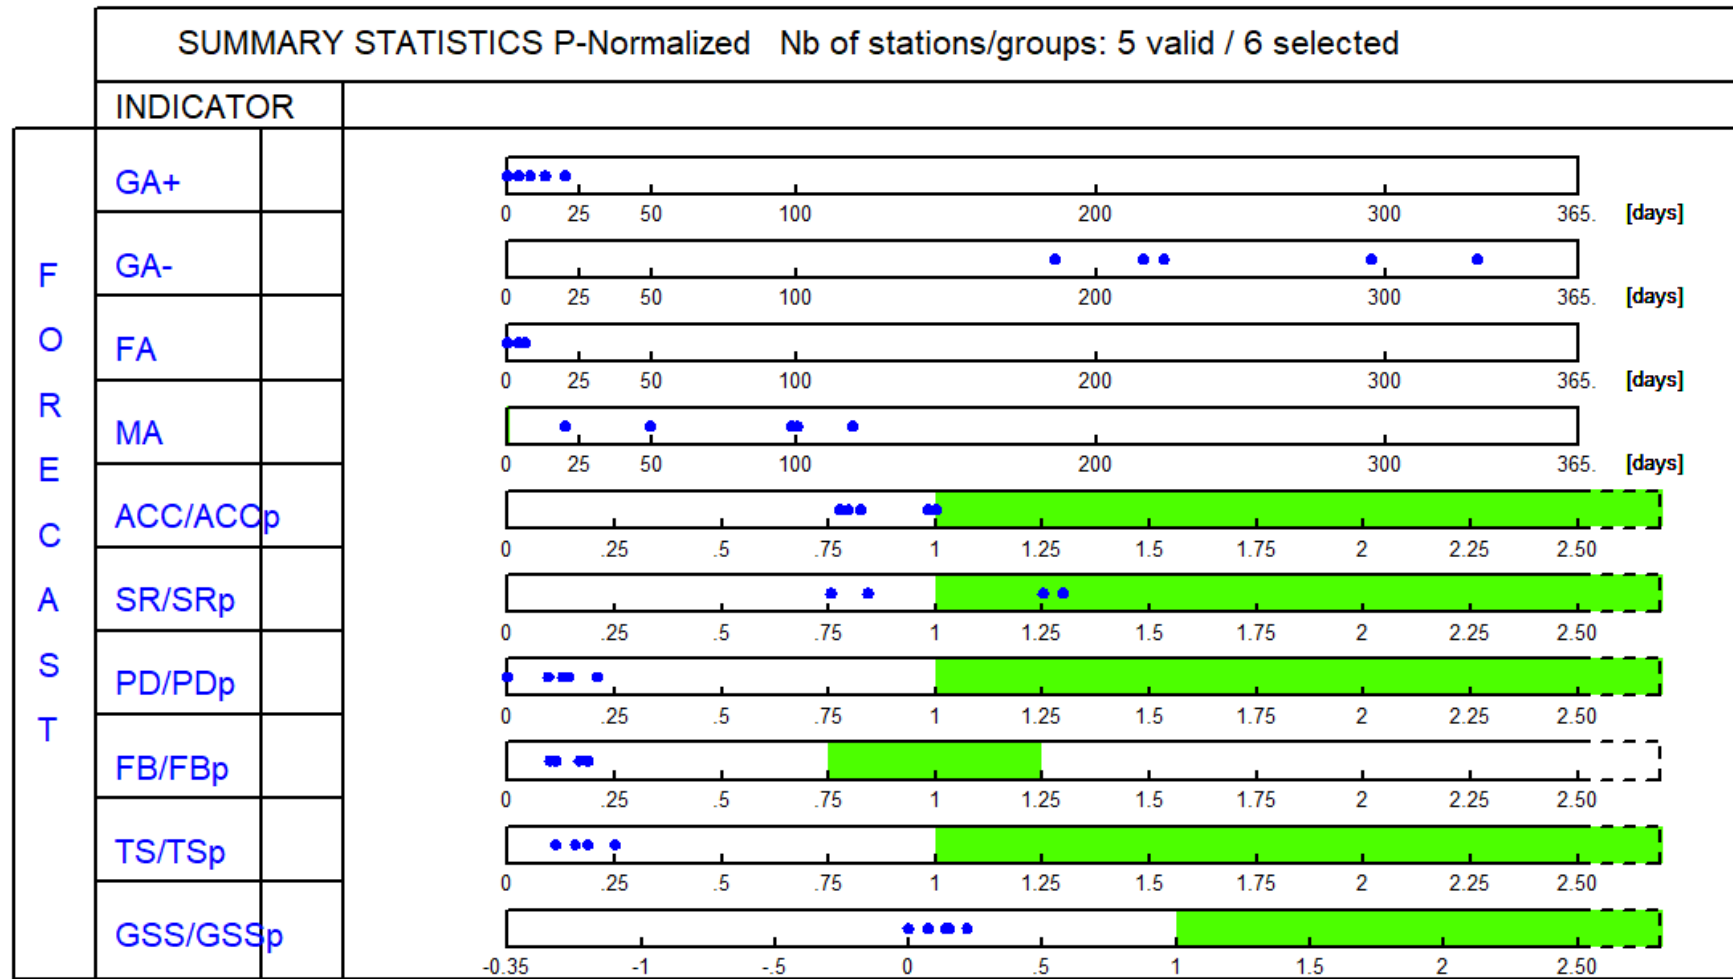 SUMMARY STATISTICS P-Normalized Nb of stations/groups: 5 valid / 6 selected
INDICATOR
FORECAST
GA+
0 25 50 100 200 300 365. [days]
GA-
0 25 50 100 200 300 365. [days]
FA
0 25 50 100 200 300 365. [days]
MA
0 25 50 100 200 300 365. [days]
ACC/ACCp
0 .25 .5 .75 1 1.25 1.5 1.75 2 2.25 2.50
SR/SRp
0 .25 .5 .75 1 1.25 1.5 1.75 2 2.25 2.50
PD/PDp
0 .25 .5 .75 1 1.25 1.5 1.75 2 2.25 2.50
FB/FBp
0 .25 .5 .75 1 1.25 1.5 1.75 2 2.25 2.50
TS/TSp
0 .25 .5 .75 1 1.25 1.5 1.75 2 2.25 2.50
GSS/GSSp
-0.35 -1 -.5 0 .5 1 1.5 2 2.50